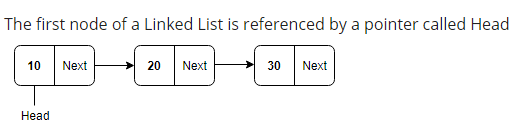 The first node of a Linked List is referenced by a pointer called Head
10 Next 20 Next 30 Next
Head